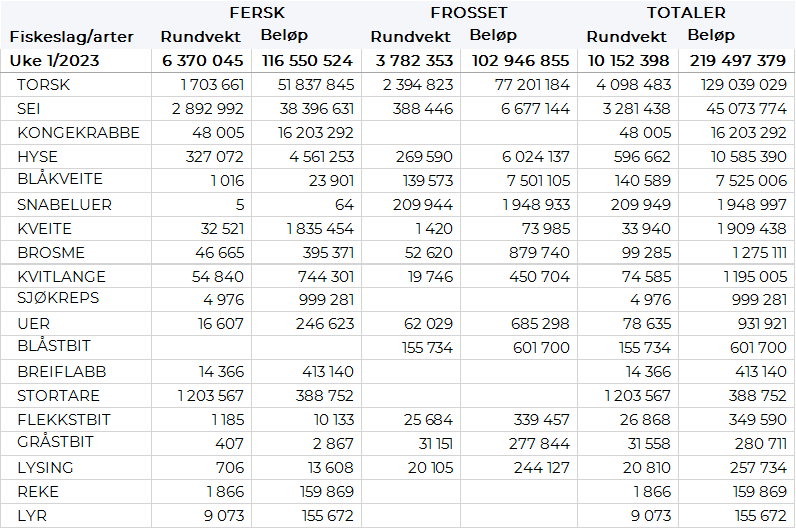 FERSK FROSSET TOTALER
Fiskeslag/arter Rundvekt Beløp Rundvekt Beløp Rundvekt Beløp
Uke 1/2023 6 370 045 116 550 524 3 782 353 102 946 855 10 152 398 219 497 379
TORSK 1 703 661 51 837 845 2 394 823 77 201 184 4 098 483 129 039 029
SEI 2 892 992 38 396 631 388 446 6 677 144 3 281 438 45 073 774
KONGEKRABBE 48 005 16 203 292 48 005 16 203 292
HYSE 327 072 4 561 253 269 590 6 024 137 596 662 10 585 390
BLÅKVEITE 1 016 23 901 139 573 7 501 105 140 589 7 525 006
SNABELUER 5 64 209 944 1 948 933 209 949 1 948 997
KVEITE 32 521 1 835 454 1 420 73 985 33 940 1 909 438
BROSME 46 665 395 371 52 620 879 740 99 285 1 275 111
KVITLANGE 54 840 744 301 19 746 450 704 74 585 1 195 005
SJØKREPS 4 976 999 281 4 976 999 281
UER 16 607 246 623 62 029 685 298 78 635 931 921
BLÅSTBIT 155 734 601 700 155 734 601 700
BREIFLABB 14 366 413 140 14 366 413 140
STORTARE 1 203 567 388 752 1 203 567 388 752
FLEKKSTBIT 1 185 10 133 25 684 339 457 26 868 349 590
GRÅSTBIT 407 2 867 31 151 277 844 31 558 280 711
LYSING 706 13 608 20 105 244 127 20 810 257 734
REKE 1 866 159 869 1 866 159 869
LYR 9 073 155 672 9 073 155 672